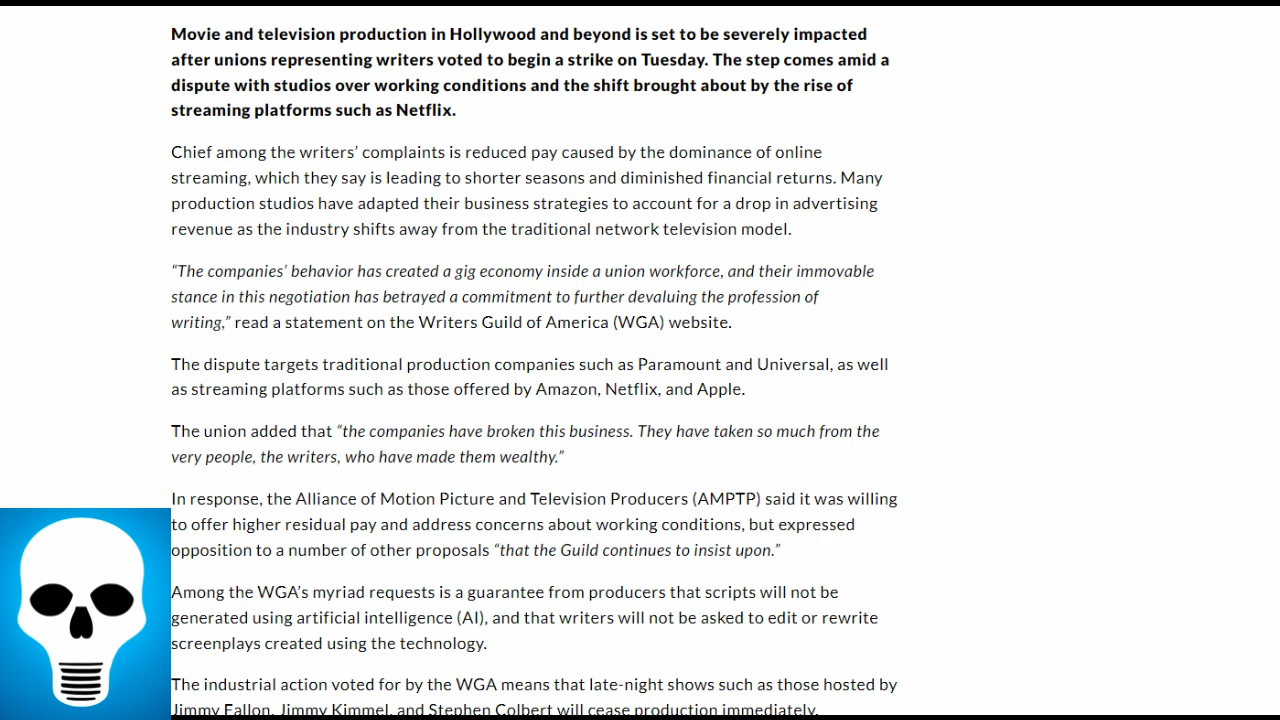 Movie and television production in Hollywood and beyond is set to be severely impacted
after unions representing writers voted to begin a strike on Tuesday. The step comes amid a
dispute with studios over working conditions and the shift brought about by the rise of
streaming platforms such as Netflix.
Chief among the writers’ complaints is reduced pay caused by the dominance of online
streaming, which they say is leading to shorter seasons and diminished financial returns. Many
production studios have adapted their business strategies to account for a drop in advertising
revenue as the industry shifts away from the traditional network television model.
“The companies’ behavior has created a gig economy inside a union workforce, and their immovable
stance in this negotiation has betrayed a commitment to further devaluing the profession of
writing,” read a statement on the Writers Guild of America (WGA) website.
The dispute targets traditional production companies such as Paramount and Universal, as well
as streaming platforms such as those offered by Amazon, Netflix, and Apple.
The union added that “the companies have broken this business. They have taken so much from the
very people, the writers, who have made them wealthy.”
In response, the Alliance of Motion Picture and Television Producers (AMPTP) said it was willing
to offer higher residual pay and address concerns about working conditions, but expressed
opposition to a number of other proposals “that the Guild continues to insist upon.”
Among the WGA’s myriad requests is a guarantee from producers that scripts will not be
generated using artificial intelligence (AI), and that writers will not be asked to edit or rewrite
screenplays created using the technology.
The industrial action voted for by the WGA means that late-night shows such as those hosted by
Jimmy Fallon, Jimmy Kimmel, and Stephen Colbert will cease production immediately.